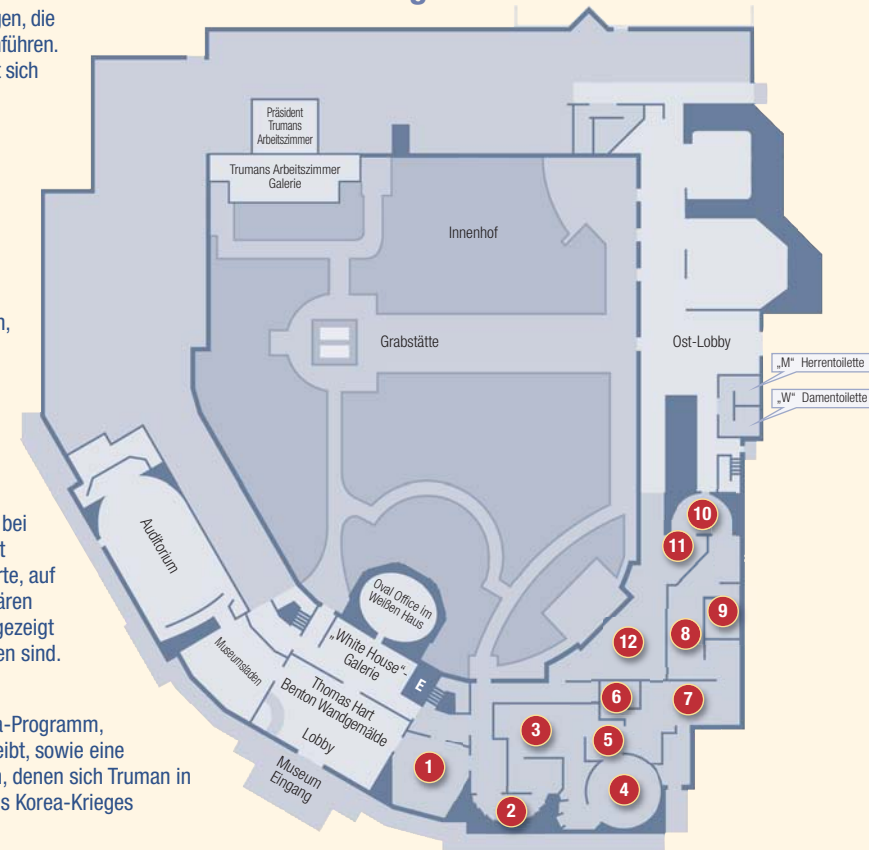 gen, die
nführen.
t sich
n,
bei
t
rte, auf
ären
gezeigt
en sind.
a-Programm,
eibt, sowie eine
n, denen sich Truman in
s Korea-Krieges
Präsident
Trumans
Arbeitszimmer
Trumans Arbeitszimmer
Galerie
Innenhof
Grabstätte
Ost-Lobby
„M“ Herrentoilette
„W“ Damentoilette
Auditorium
Oval Office im
Weißen Haus
„White House“-
Galerie
E
Museumsladen
Thomas Hart
Benton Wandgemälde
Lobby
Museum
Eingang
10
11
9
8
12
6
7
3
5
1
4
2